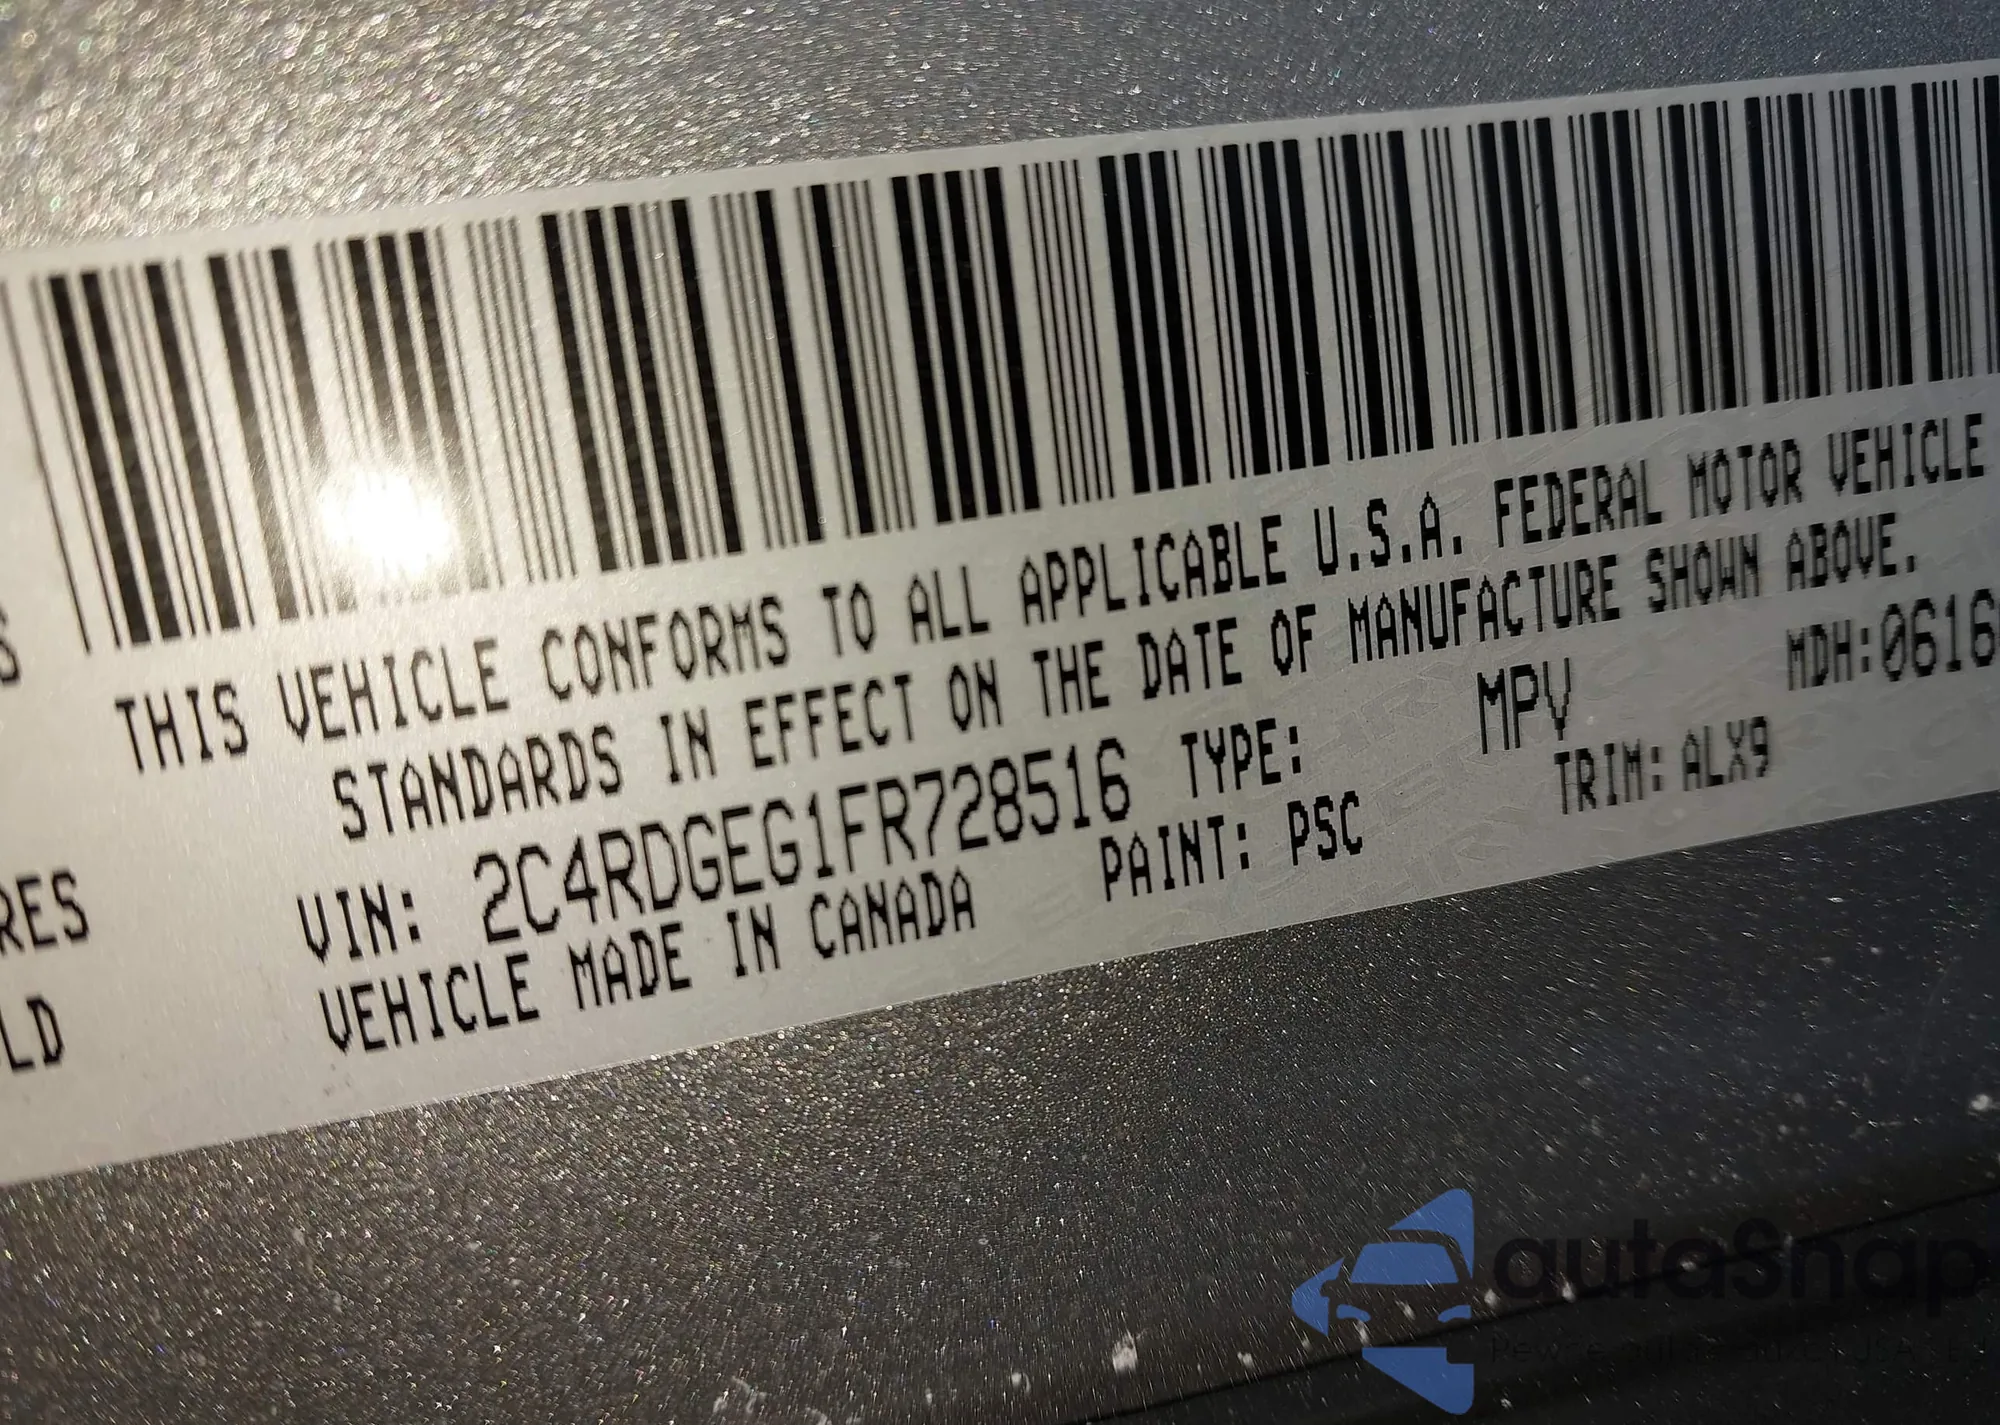 S
THIS VEHICLE CONFORMS TO ALL APPLICABLE U.S.A. FEDERAL MOTOR VEHICLE
STANDARDS IN EFFECT ON THE DATE OF MANUFACTURE SHOWN ABOVE.
RES
VIN: 2C4RDGEG1FR728516 TYPE: MPV MDH:0616
LD
VEHICLE MADE IN CANADA PAINT: PSC TRIM: ALX9
autoSnap